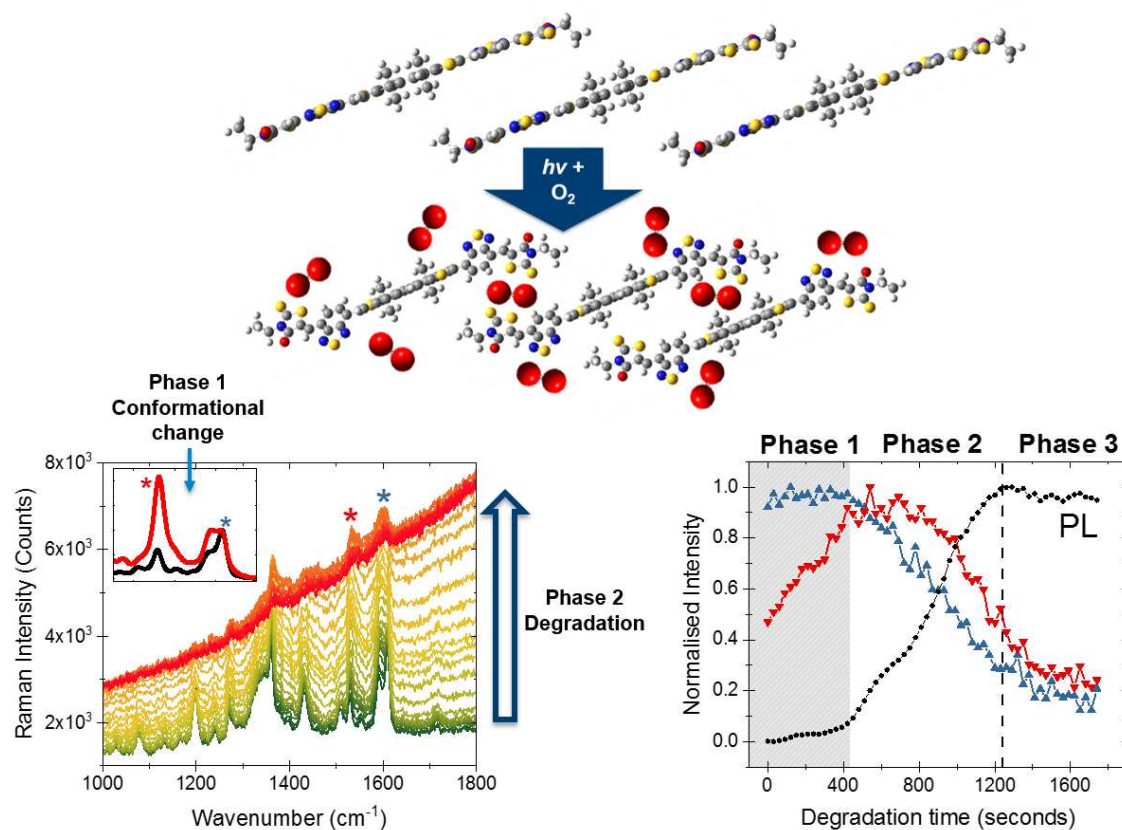 hν +
O₂
Phase 1
Conformational
change
Phase 1 Phase 2 Phase 3
8x10³
6x10³
4x10³
2x10³
Raman Intensity (Counts)
* *
* *
1000 1200 1400 1600 1800
Wavenumber (cm⁻¹)
Phase 2
Degradation
1.0
0.8
0.6
0.4
0.2
0.0
Normalised Intensity
PL
0 400 800 1200 1600
Degradation time (seconds)